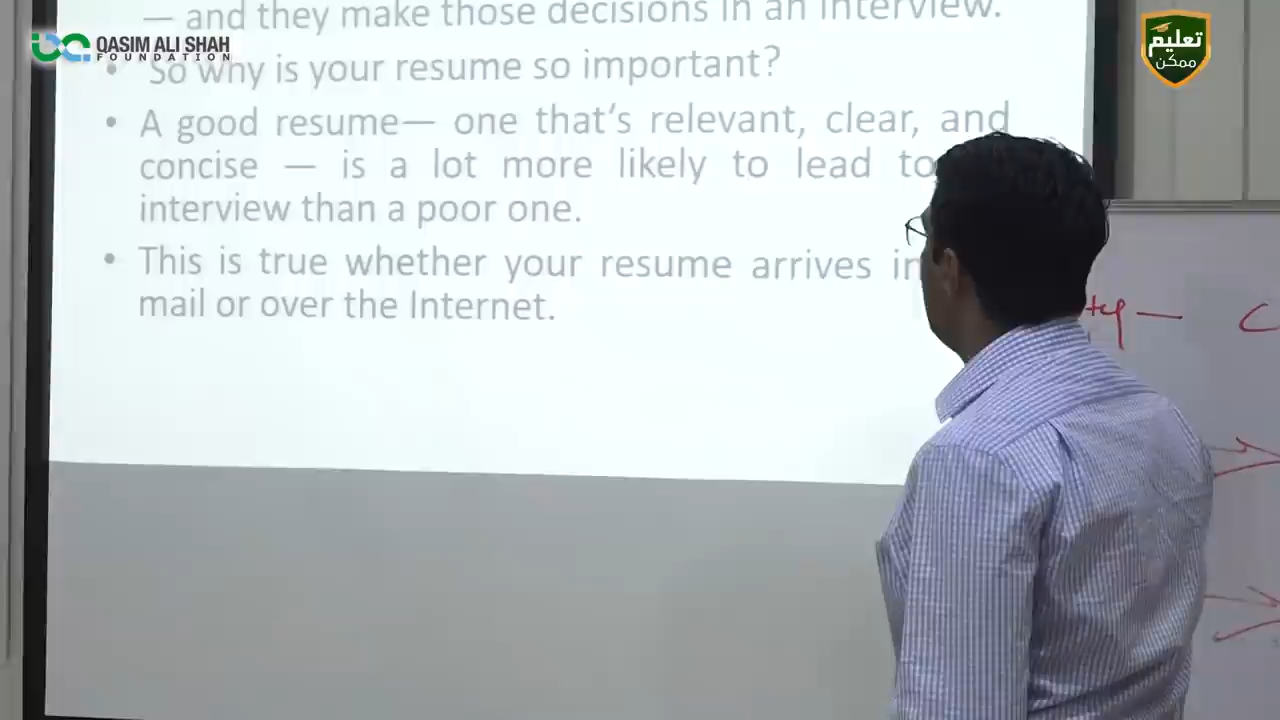 — and they make those decisions in an interview.
QASIM ALI SHAH
FOUNDATION
تعلیم
ممکن
• So why is your resume so important?
• A good resume— one that's relevant, clear, and
concise — is a lot more likely to lead to
interview than a poor one.
• This is true whether your resume arrives in
mail or over the Internet.
C